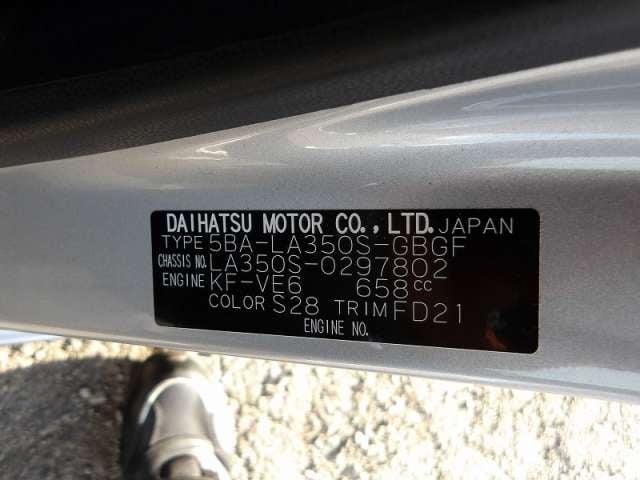 DAIHATSU MOTOR CO.,LTD. JAPAN
TYPE 5BA-LA350S-GBGF
CHASSIS NO. LA350S-0297802
ENGINE KF-VE6 658cc
COLOR S28 TRIM FD21
ENGINE NO.